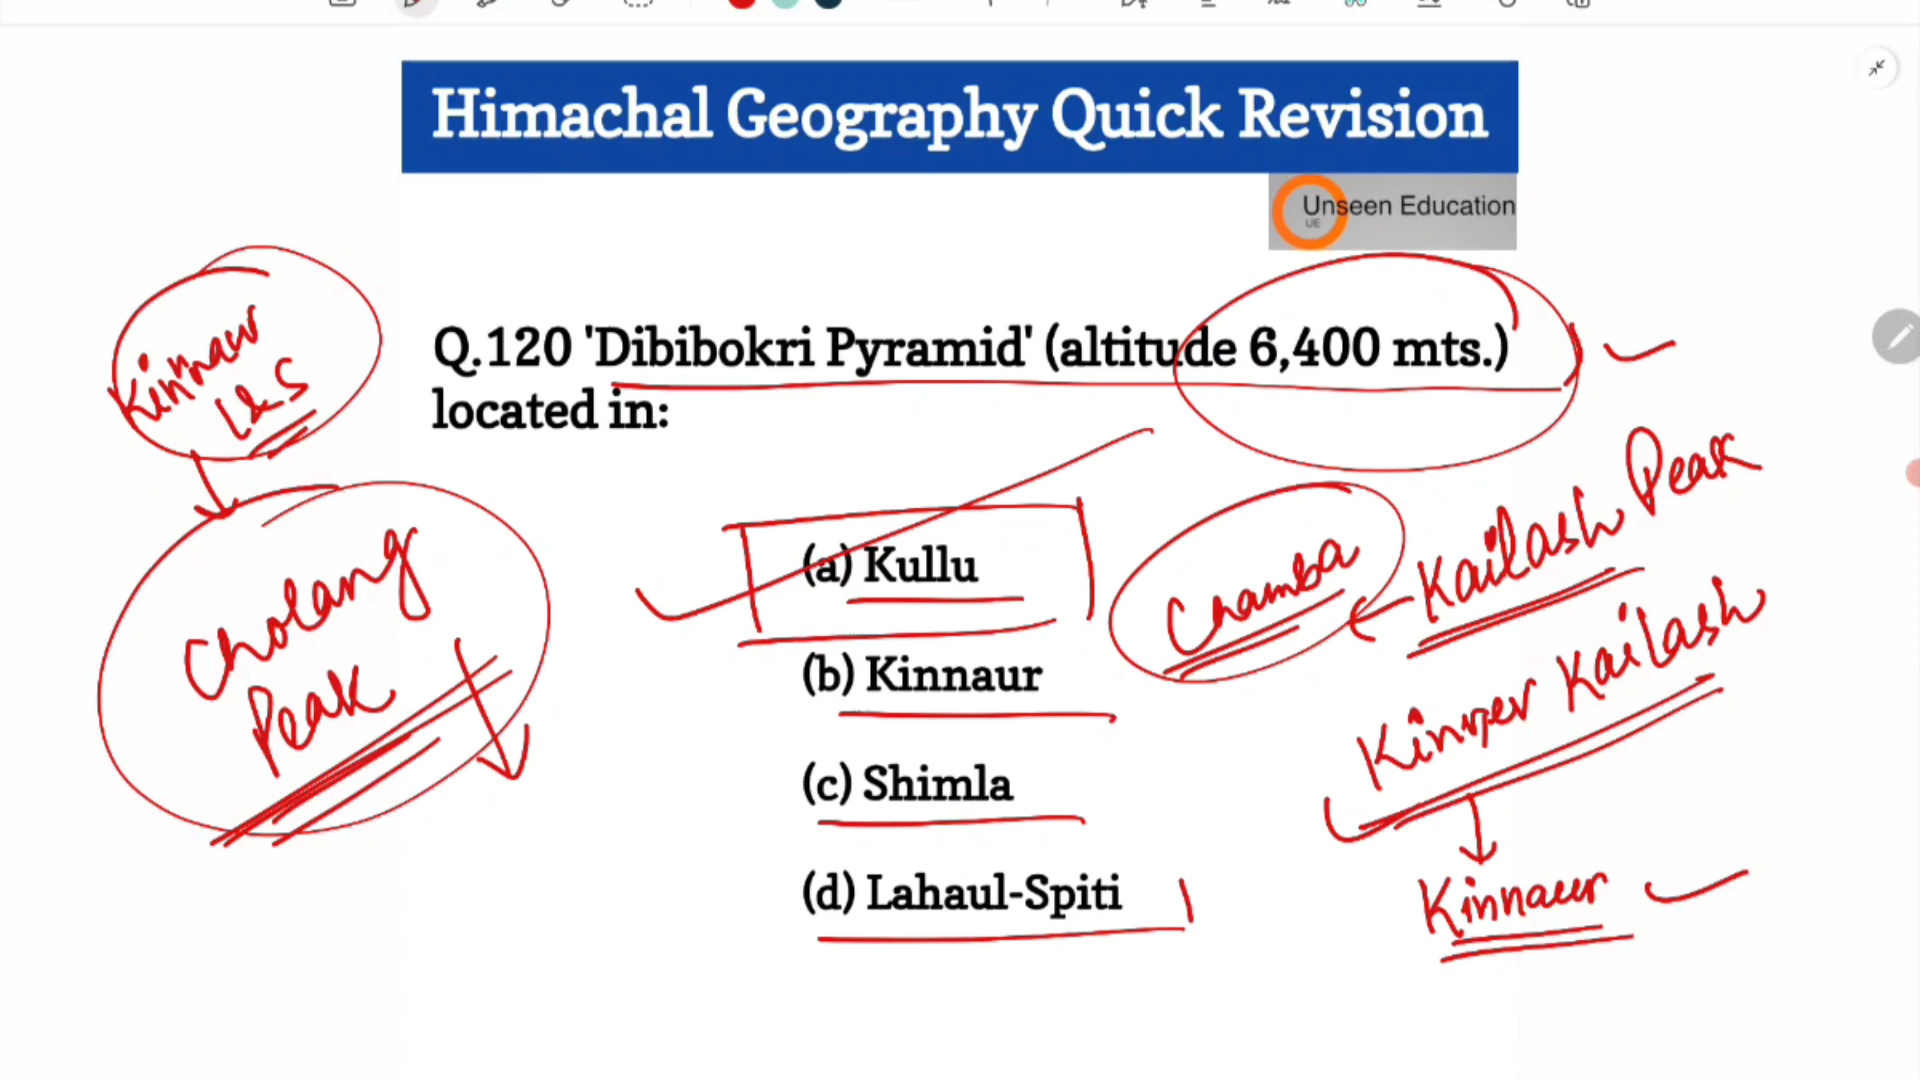 Himachal Geography Quick Revision
Unseen Education
UE
Q.120 'Dibibokri Pyramid' (altitude 6,400 mts.)
located in:
(a) Kullu
(b) Kinnaur
(c) Shimla
(d) Lahaul-Spiti
Kinnaur
L&S
Cholang
Peak
Chamba
Kailash Peak
Kinner Kailash
Kinnaur